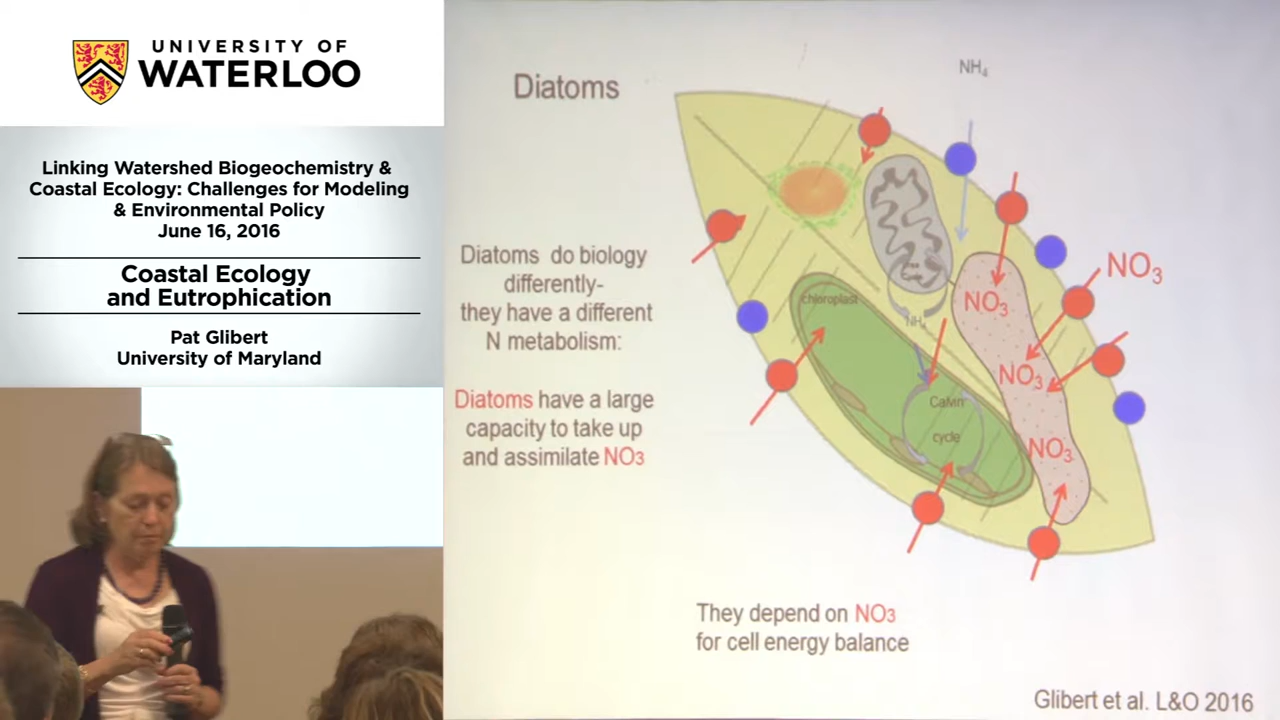 UNIVERSITY OF
WATERLOO
Linking Watershed Biogeochemistry &
Coastal Ecology: Challenges for Modeling
& Environmental Policy
June 16, 2016
Coastal Ecology
and Eutrophication
Pat Glibert
University of Maryland
Diatoms
Diatoms do biology
differently-
they have a different
N metabolism:
Diatoms have a large
capacity to take up
and assimilate NO3
NH4
NO3
chloroplast
NO3
NH4
NO3
Calvin
cycle
NO3
They depend on NO3
for cell energy balance
Glibert et al. L&O 2016